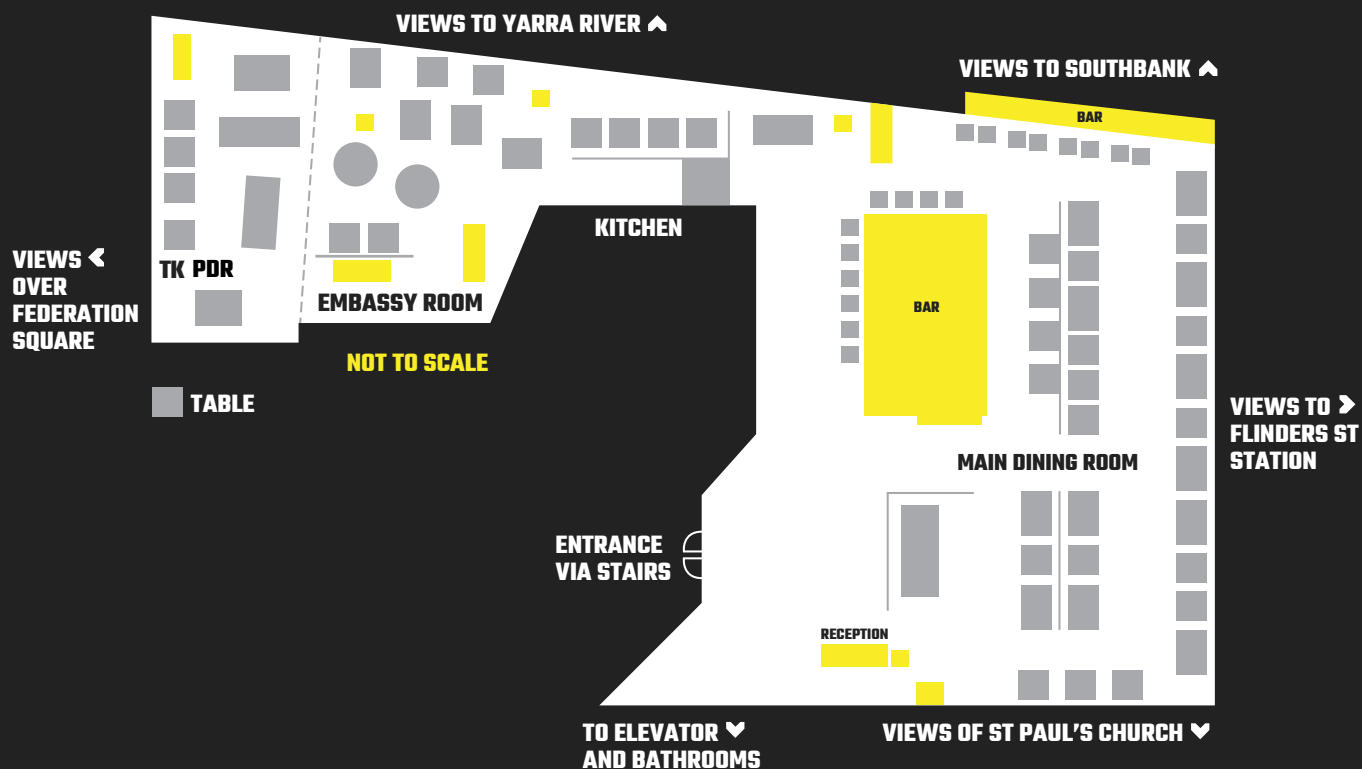 VIEWS TO YARRA RIVER
VIEWS TO SOUTHBANK
BAR
KITCHEN
VIEWS
OVER
FEDERATION
SQUARE
TK PDR
EMBASSY ROOM
BAR
NOT TO SCALE
TABLE
VIEWS TO
FLINDERS ST
STATION
MAIN DINING ROOM
ENTRANCE
VIA STAIRS
RECEPTION
TO ELEVATOR
AND BATHROOMS
VIEWS OF ST PAUL'S CHURCH